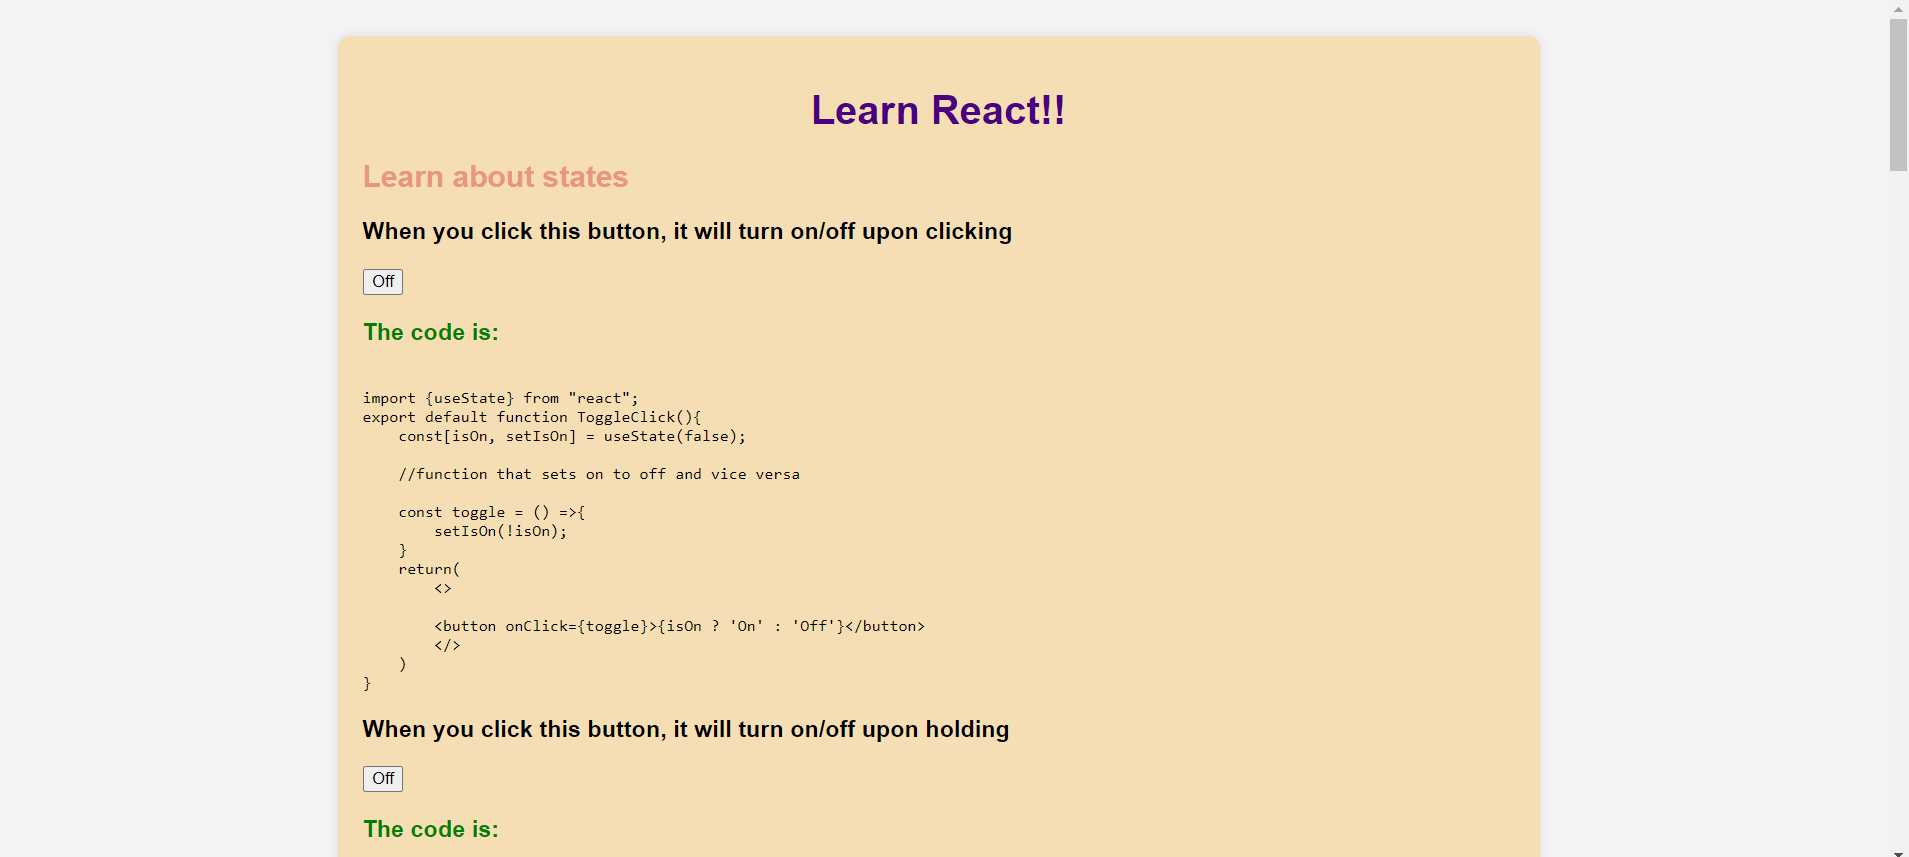 Learn React!!
Learn about states
When you click this button, it will turn on/off upon clicking
Off
The code is:
import {useState} from "react";
export default function ToggleClick(){
    const[isOn, setIsOn] = useState(false);
    //function that sets on to off and vice versa
    const toggle = () =>{
        setIsOn(!isOn);
    }
    return(
        <>
        <button onClick={toggle}>{isOn ? 'On' : 'Off'}</button>
        </>
    )
}
When you click this button, it will turn on/off upon holding
Off
The code is: